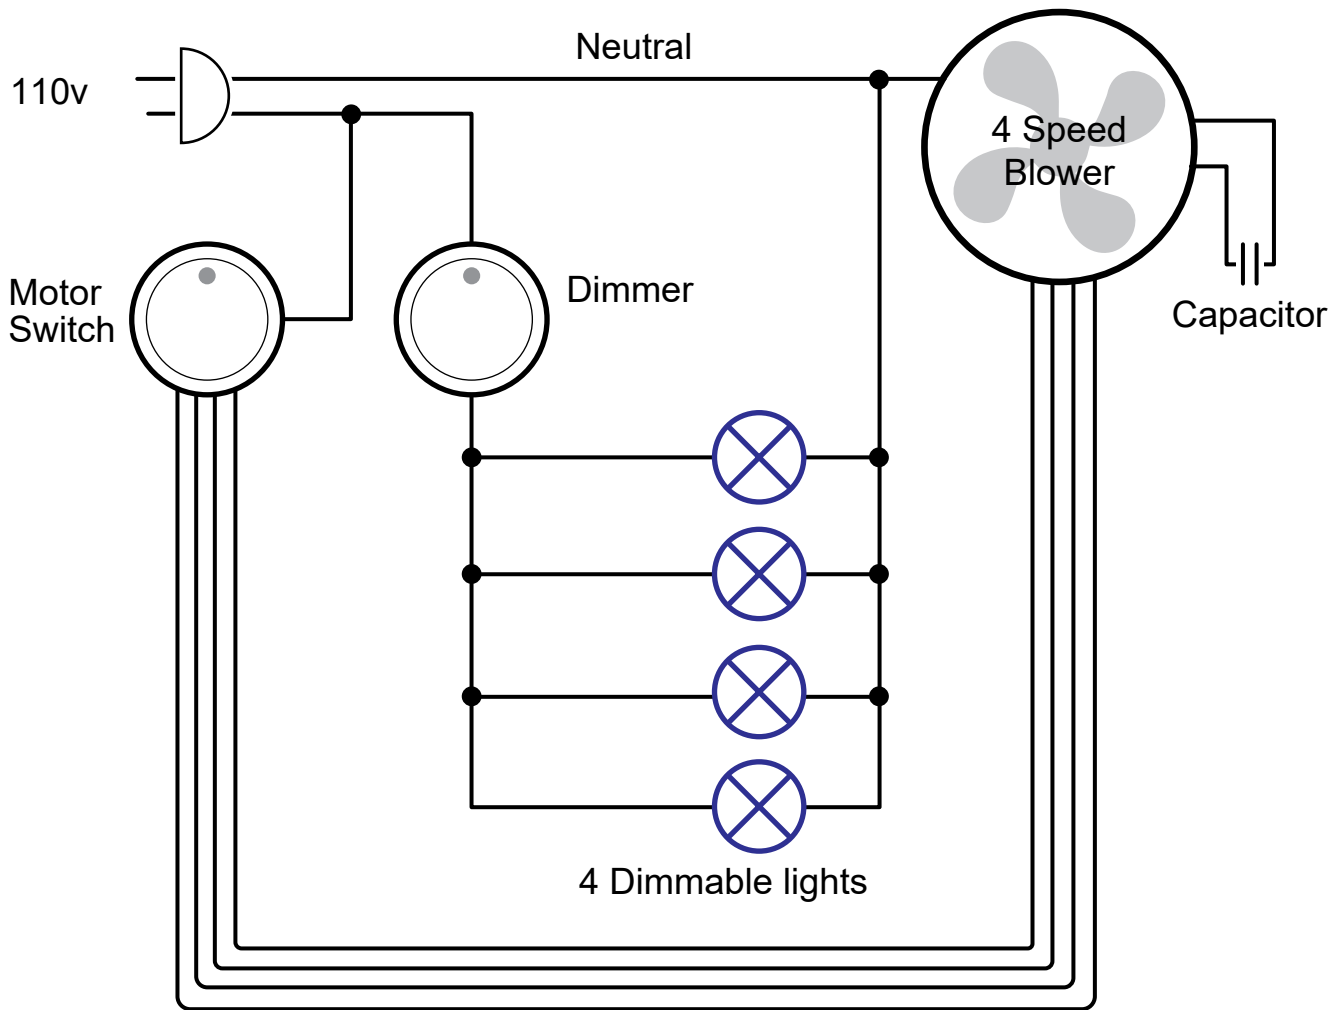 Neutral
110v
4 Speed
Blower
Motor
Switch
Dimmer
Capacitor
4 Dimmable lights